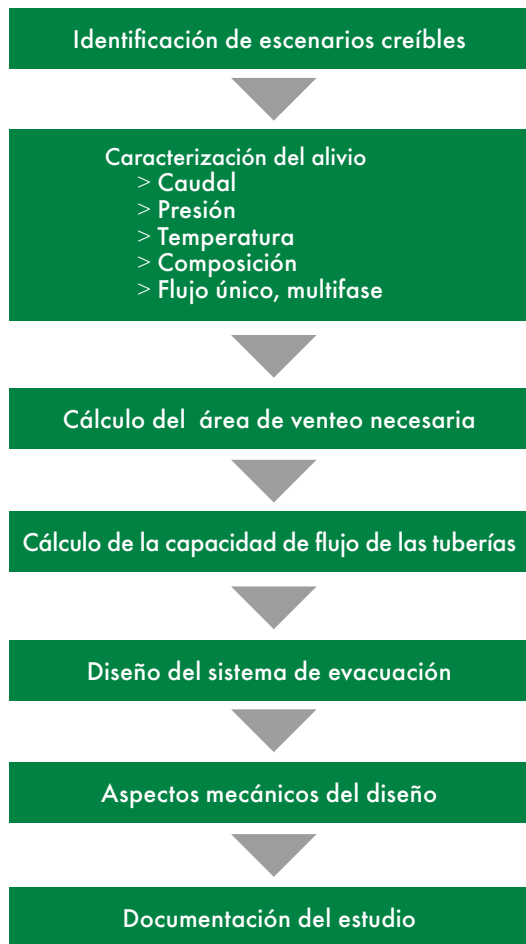 Identificación de escenarios creíbles
Caracterización del alivio
> Caudal
> Presión
> Temperatura
> Composición
> Flujo único, multifase
Cálculo del área de venteo necesaria
Cálculo de la capacidad de flujo de las tuberías
Diseño del sistema de evacuación
Aspectos mecánicos del diseño
Documentación del estudio